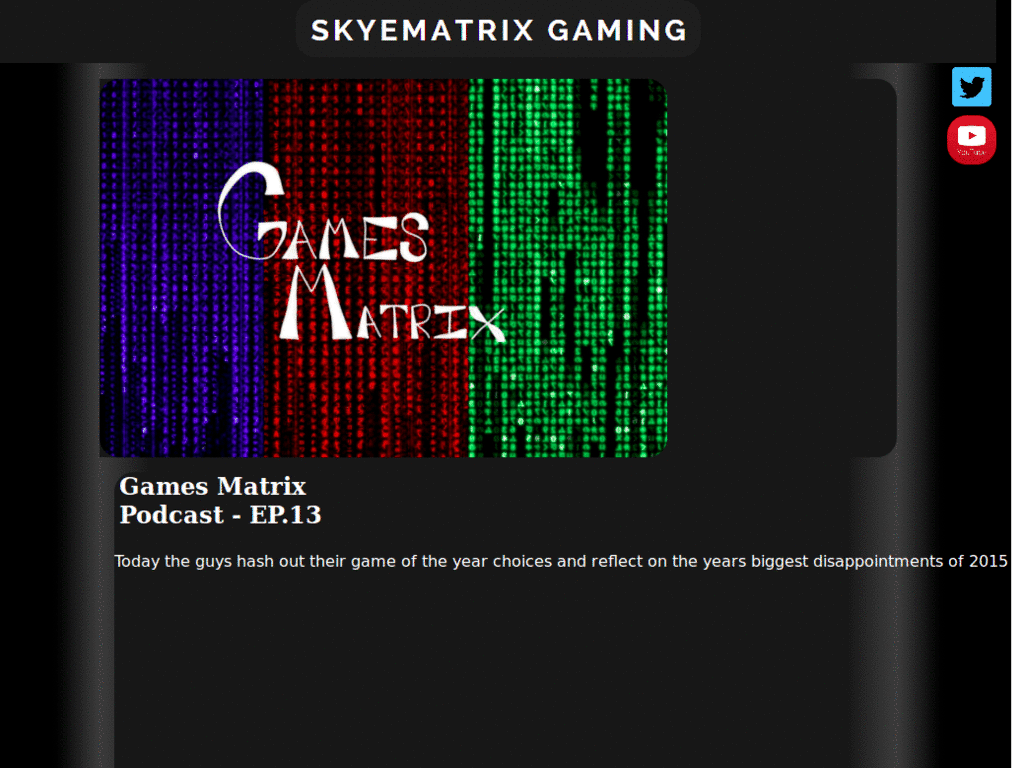 SKYEMATRIX GAMING
GAMES
MATRIX
YouTube
Games Matrix
Podcast - EP.13
Today the guys hash out their game of the year choices and reflect on the years biggest disappointments of 2015